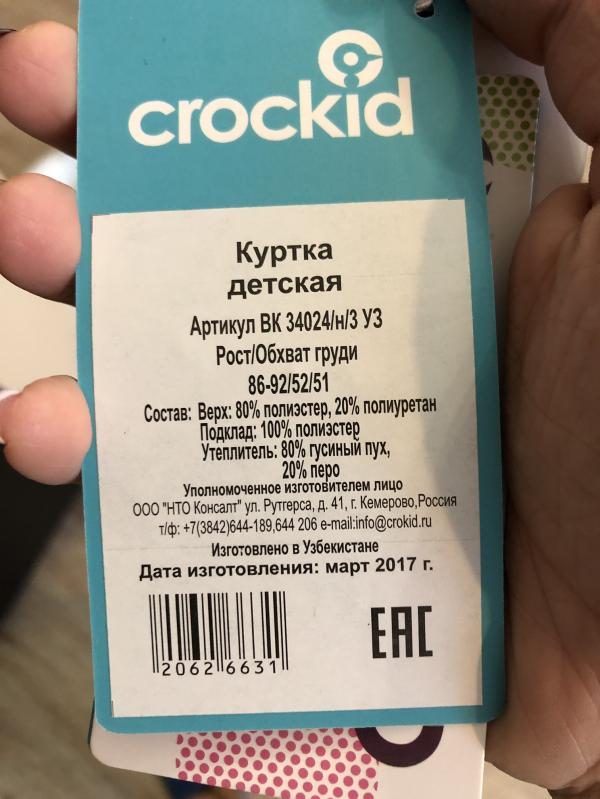 crockid
Куртка
детская
Артикул ВК 34024/н/3 УЗ
Рост/Обхват груди
86-92/52/51
Состав: Верх: 80% полиэстер, 20% полиуретан
Подклад: 100% полиэстер
Утеплитель: 80% гусиный пух,
20% перо
Уполномоченное изготовителем лицо
ООО "НТО Консалт" ул. Рутгерса, д. 41, г. Кемерово,Россия
т/ф: +7(3842)644-189,644 206 e-mail:info@crokid.ru
Изготовлено в Узбекистане
Дата изготовления: март 2017 г.
20626631
ЕАС